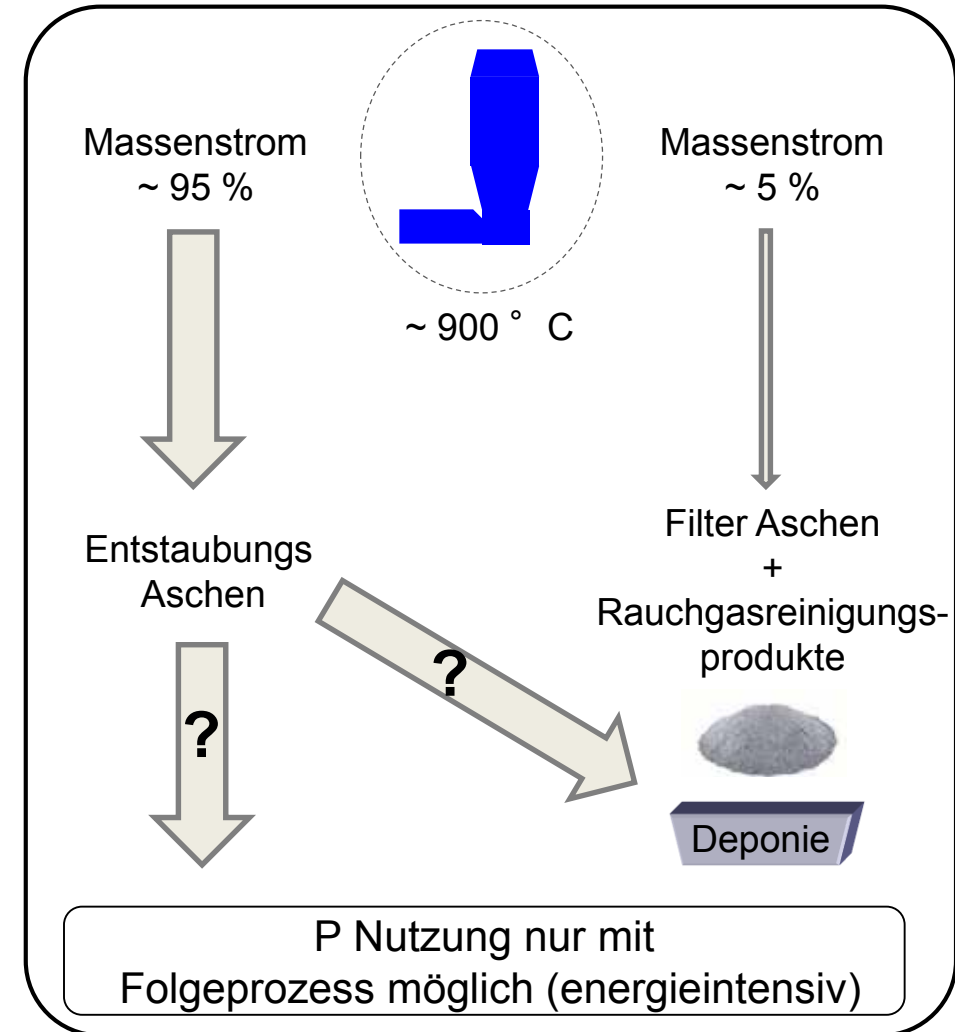 Massenstrom
~ 95 %
Massenstrom
~ 5 %
~ 900 ° C
Entstaubungs
Aschen
Filter Aschen
+
Rauchgasreinigungs-
produkte
?
?
Deponie
P Nutzung nur mit
Folgeprozess möglich (energieintensiv)